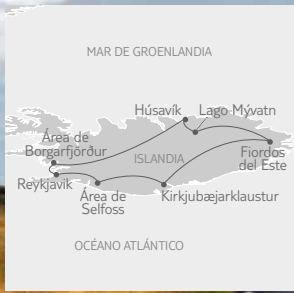 MAR DE GROENLANDIA
Húsavík
Lago Mývatn
Área de
Borgarfjörður
ISLANDIA
Fiordos
del Este
Reykjavik
Área de
Selfoss
Kirkjubæjarklaustur
OCÉANO ATLÁNTICO